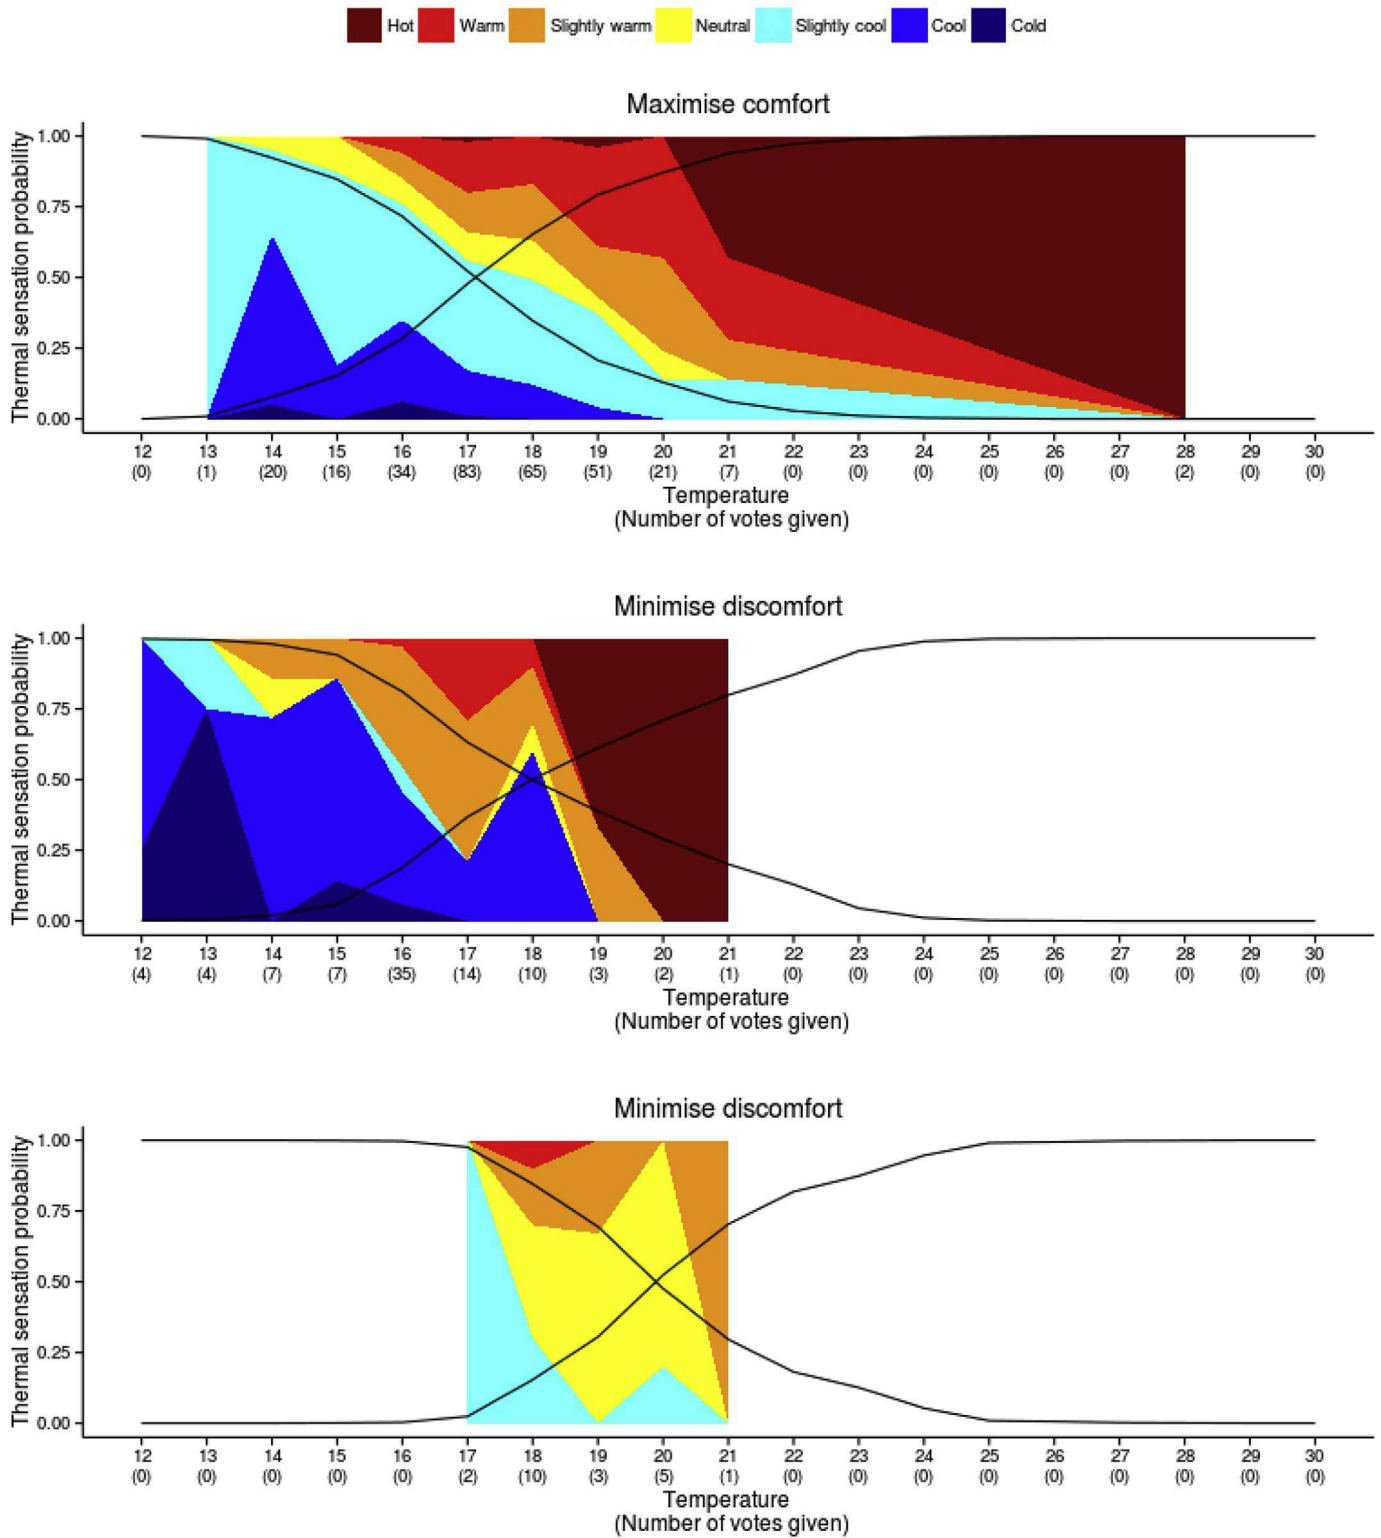 Hot Warm Slightly warm Neutral Slightly cool Cool Cold
Maximise comfort
Thermal sensation probability
1.00
0.75
0.50
0.25
0.00
12 13 14 15 16 17 18 19 20 21 22 23 24 25 26 27 28 29 30
(0) (1) (20) (16) (34) (83) (65) (51) (21) (7) (0) (0) (0) (0) (0) (0) (2) (0) (0)
Temperature
(Number of votes given)
Minimise discomfort
Thermal sensation probability
1.00
0.75
0.50
0.25
0.00
12 13 14 15 16 17 18 19 20 21 22 23 24 25 26 27 28 29 30
(4) (4) (7) (7) (35) (14) (10) (3) (2) (1) (0) (0) (0) (0) (0) (0) (0) (0) (0)
Temperature
(Number of votes given)
Minimise discomfort
Thermal sensation probability
1.00
0.75
0.50
0.25
0.00
12 13 14 15 16 17 18 19 20 21 22 23 24 25 26 27 28 29 30
(0) (0) (0) (0) (0) (2) (10) (3) (5) (1) (0) (0) (0) (0) (0) (0) (0) (0) (0)
Temperature
(Number of votes given)